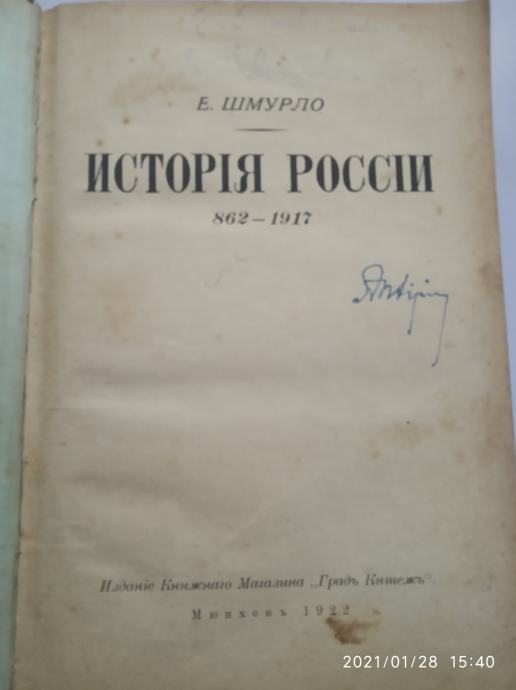 Е. ШМУРЛО
ИСТОРІЯ РОССІИ
862 — 1917
Изданіе Книжнаго Магазина „Градъ Китежъ“.
Мюнхенъ 1922
2021/01/28 15:40